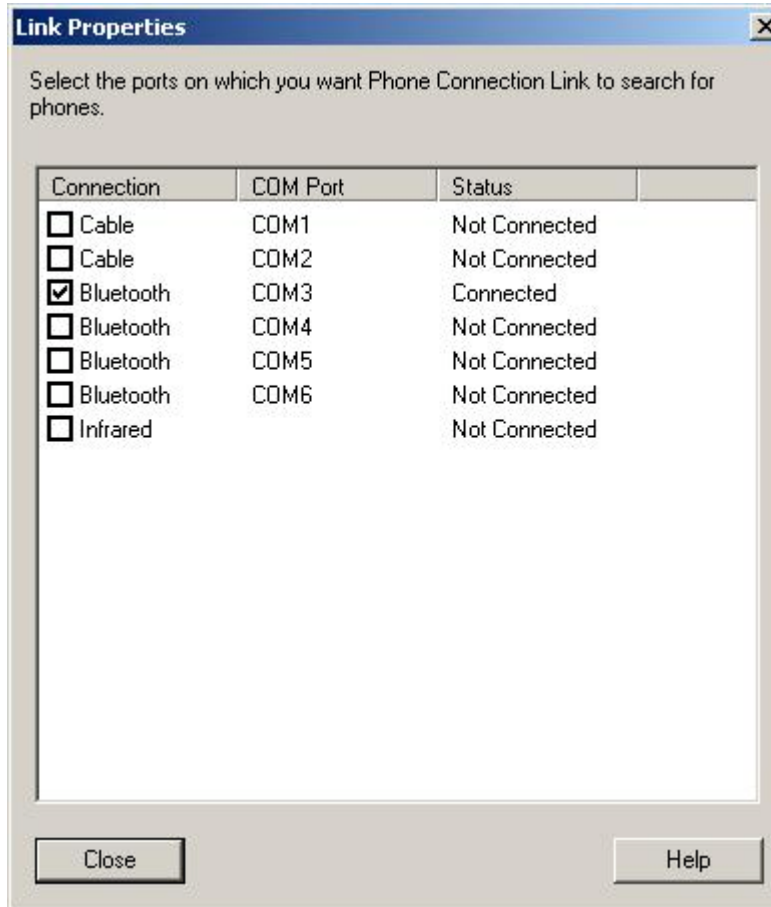 Link Properties
Select the ports on which you want Phone Connection Link to search for
phones.
Connection COM Port Status
Cable COM1 Not Connected
Cable COM2 Not Connected
Bluetooth COM3 Connected
Bluetooth COM4 Not Connected
Bluetooth COM5 Not Connected
Bluetooth COM6 Not Connected
Infrared Not Connected
Close Help